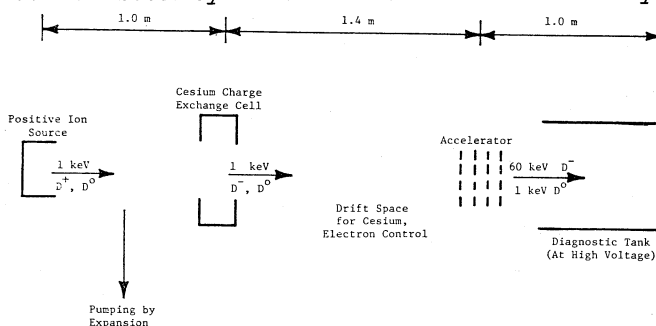 1.0 m
1.4 m
1.0 m
Cesium Charge
Exchange Cell
Positive Ion
Source
Accelerator
1 keV
D⁺, D⁰
1 keV
D⁻, D⁰
60 keV D⁻
1 keV D⁰
Drift Space
for Cesium,
Electron Control
Diagnostic Tank
(At High Voltage)
Pumping by
Expansion